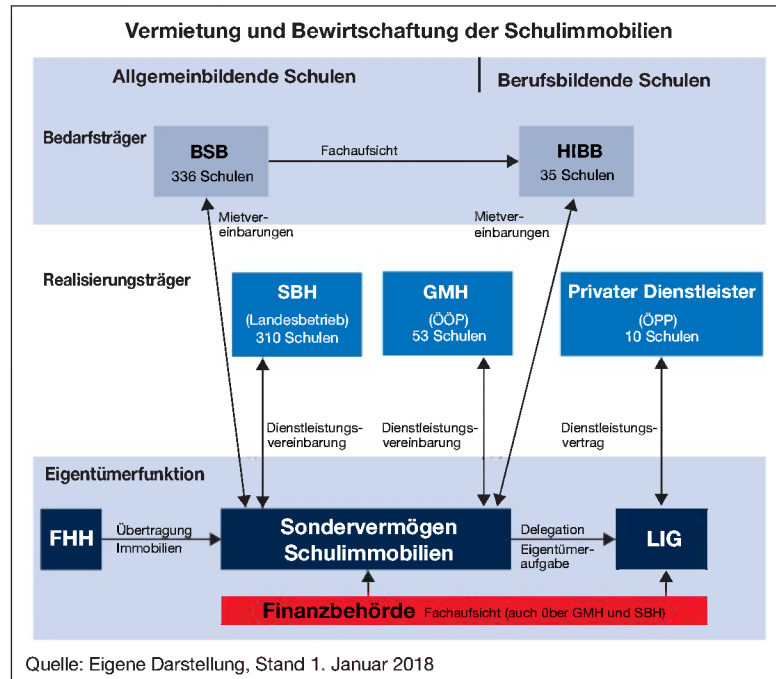 Vermietung und Bewirtschaftung der Schulimmobilien
Allgemeinbildende Schulen
Berufsbildende Schulen
Bedarfsträger
BSB
336 Schulen
Fachaufsicht
HIBB
35 Schulen
Mietver-
einbarungen
Mietver-
einbarungen
Realisierungsträger
SBH
(Landesbetrieb)
310 Schulen
GMH
(ÖÖP)
53 Schulen
Privater Dienstleister
(ÖPP)
10 Schulen
Dienstleistungs-
vereinbarung
Dienstleistungs-
vereinbarung
Dienstleistungs-
vertrag
Eigentümerfunktion
FHH
Übertragung
Immobilien
Sondervermögen
Schulimmobilien
Delegation
Eigentümer-
aufgabe
LIG
Finanzbehörde Fachaufsicht (auch über GMH und SBH)
Quelle: Eigene Darstellung, Stand 1. Januar 2018